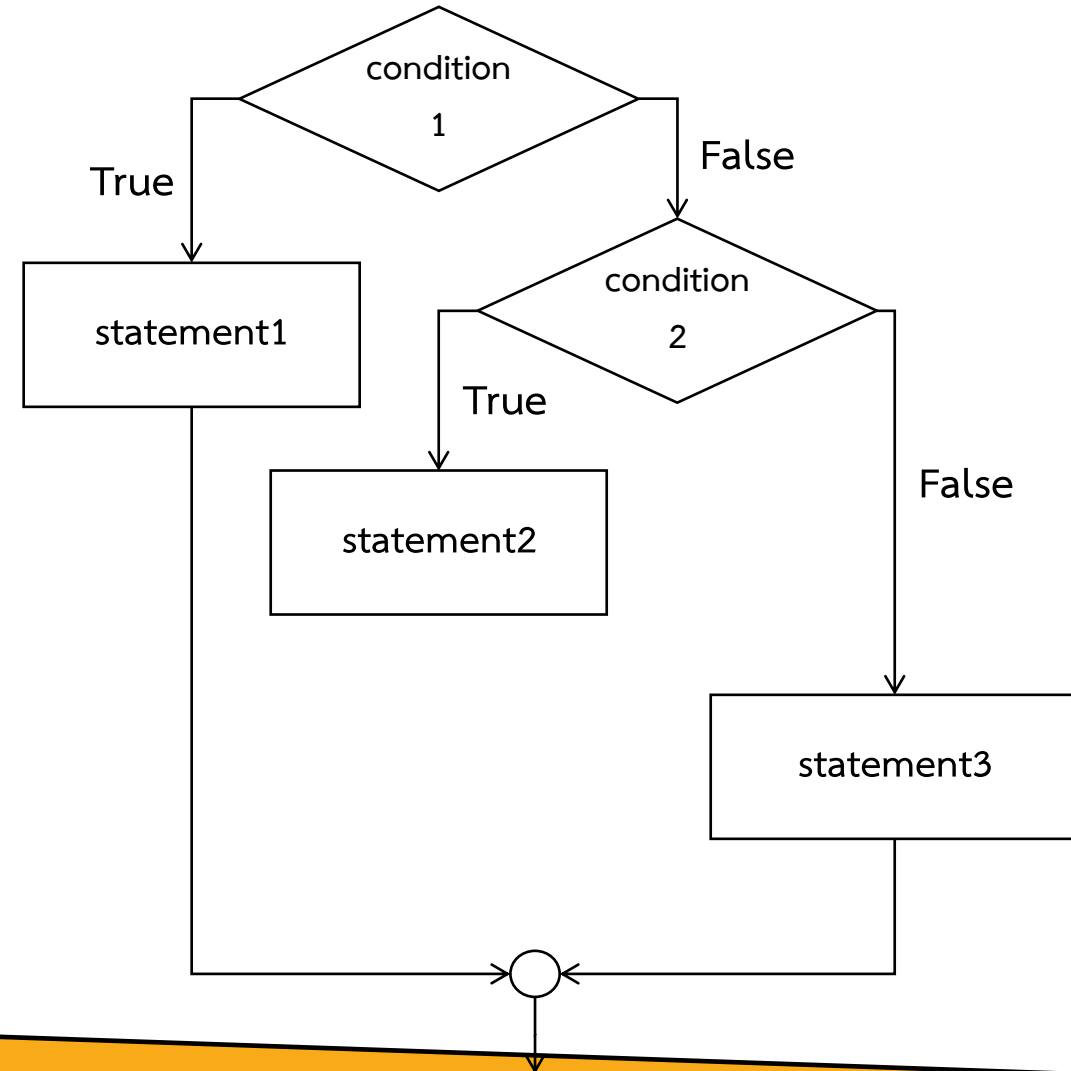 condition
1
True
False
statement1
condition
2
True
False
statement2
statement3